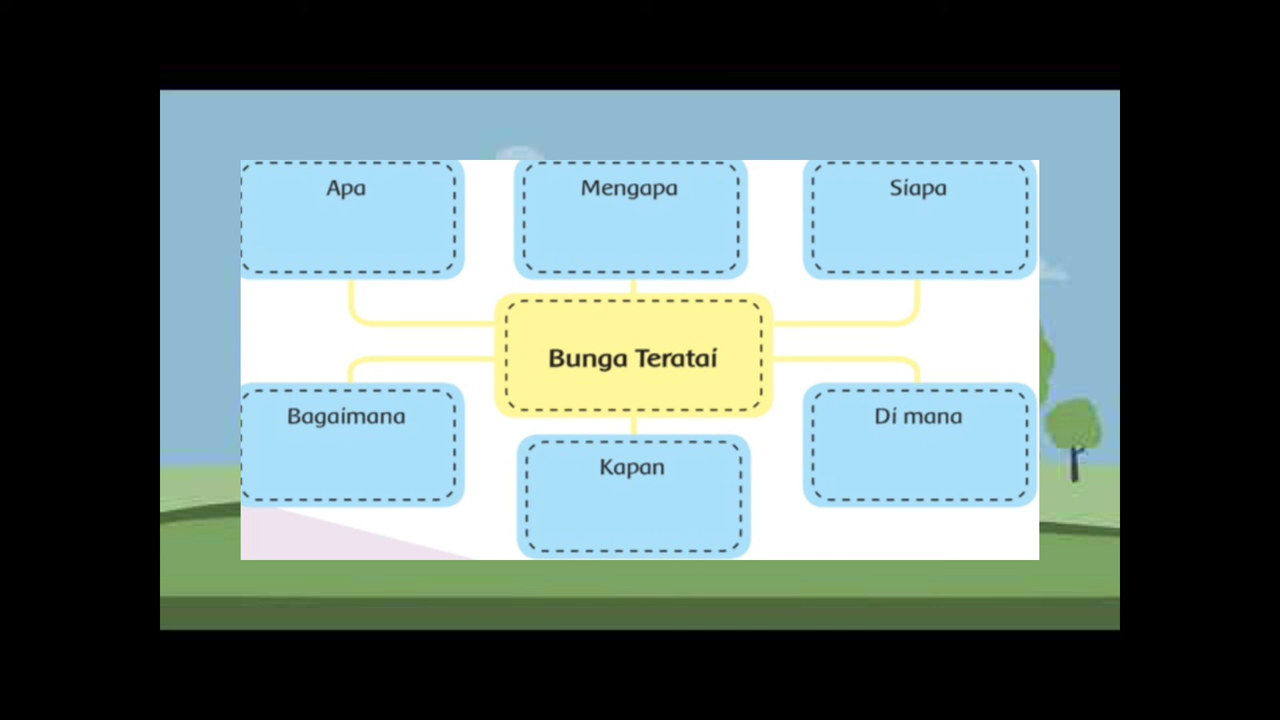 Apa
Mengapa
Siapa
Bunga Teratai
Bagaimana
Kapan
Di mana